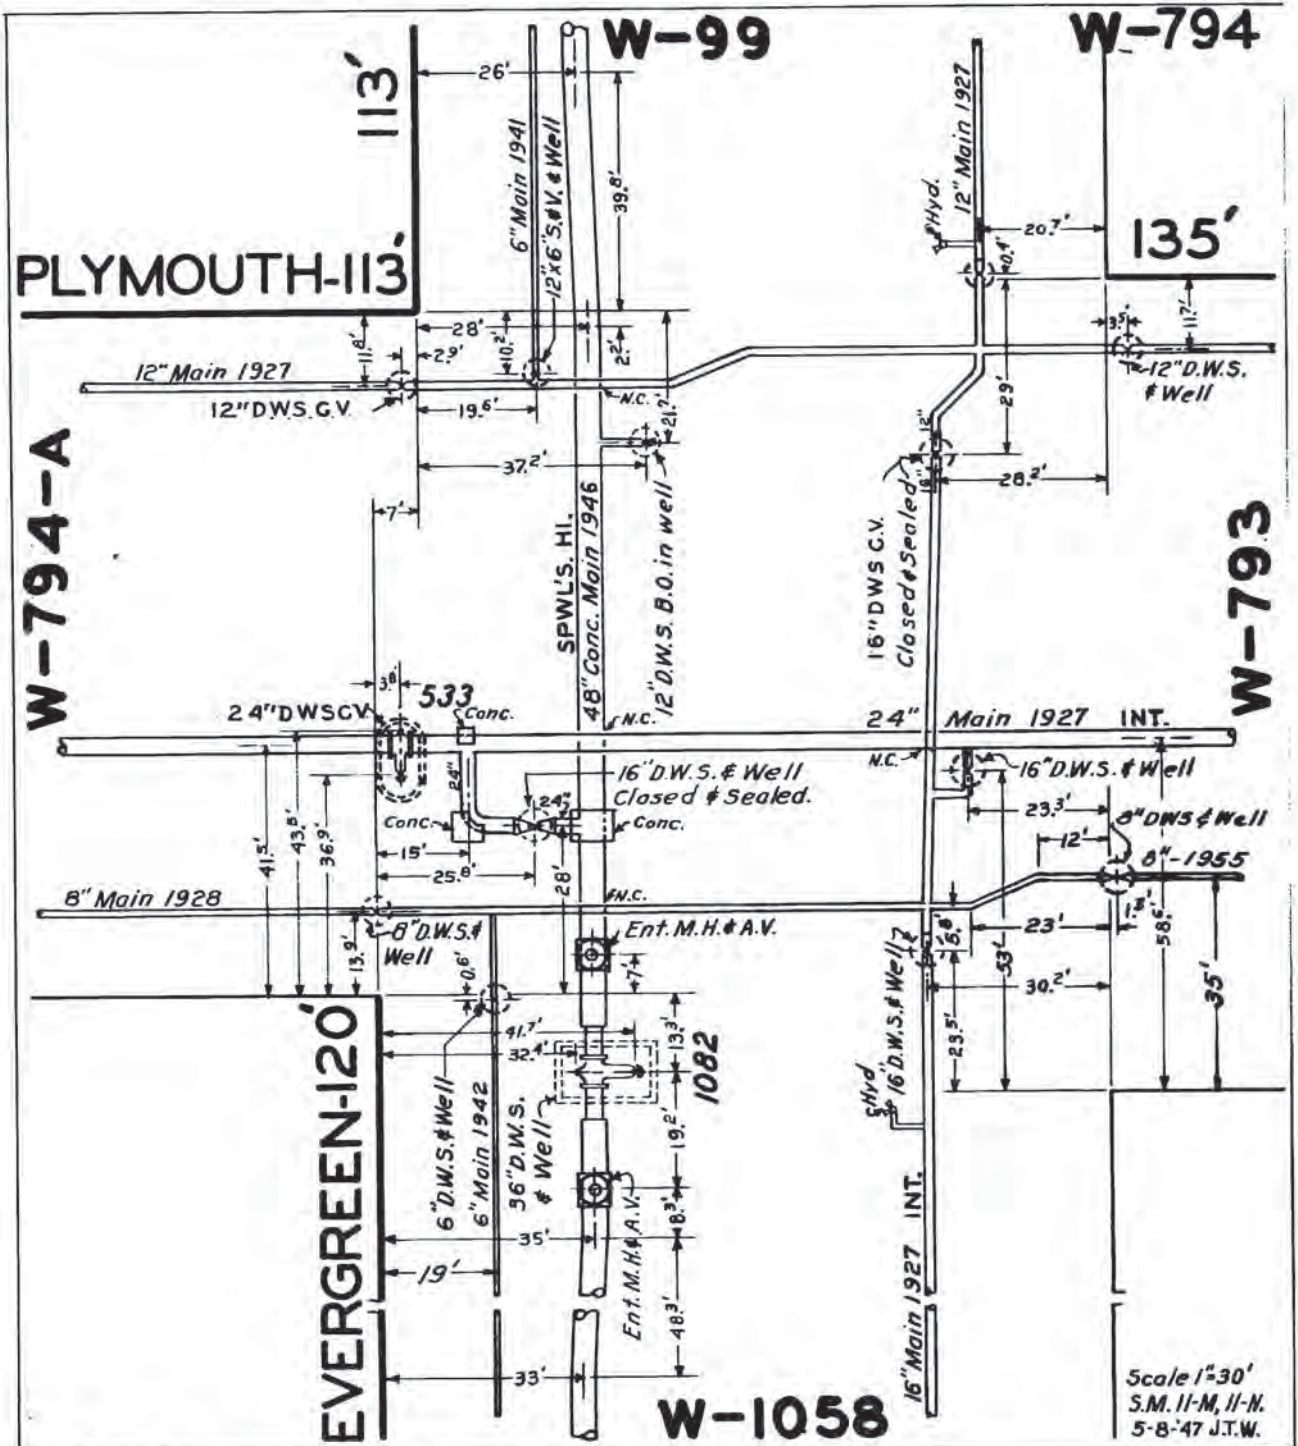 W-99
W-794
113'
PLYMOUTH-113'
135'
26'
39.8'
6" Main 1941
12"x6" S.&V. & Well
12" Main 1927
Hyd.
20.7'
0.4'
28'
10.2'
2.2'
11.8'
2.9'
12" Main 1927
12" D.W.S.G.V.
19.6'
N.C.
21.7'
37.2'
29'
3.5'
11.7'
12" D.W.S.
& Well
12"
16"
28.2'
16" DWS G.V.
Closed & Sealed
7'
W-794-A
W-793
SPWL'S. HI.
48" Conc. Main 1946
12" D.W.S. B.O. in well
3.8'
533
24" DWSGV
Conc.
N.C.
24" Main 1927 INT.
N.C.
24"
16" D.W.S. & Well
Closed & Sealed.
24"
Conc.
Conc.
16" D.W.S. & Well
23.3'
12'
8" DWS & Well
8"-1955
41.5'
43.8'
36.9'
15'
25.8'
28'
8" Main 1928
8" D.W.S. &
Well
13.9'
N.C.
Ent. M.H. & A.V.
7'
5.8'
23'
53'
58.6'
35'
30.2'
16" D.W.S. & Well
23.5'
0.6'
41.7'
32.4'
13.3'
1082
EVERGREEN-120'
6" D.W.S. & Well
6" Main 1942
36" D.W.S.
& Well
19.2'
Hyd
8.3'
35'
19'
Ent. M.H. & A.V.
48.3'
33'
16" Main 1927 INT.
W-1058
Scale 1"=30'
S.M. 11-M, 11-N.
5-8-'47 J.T.W.